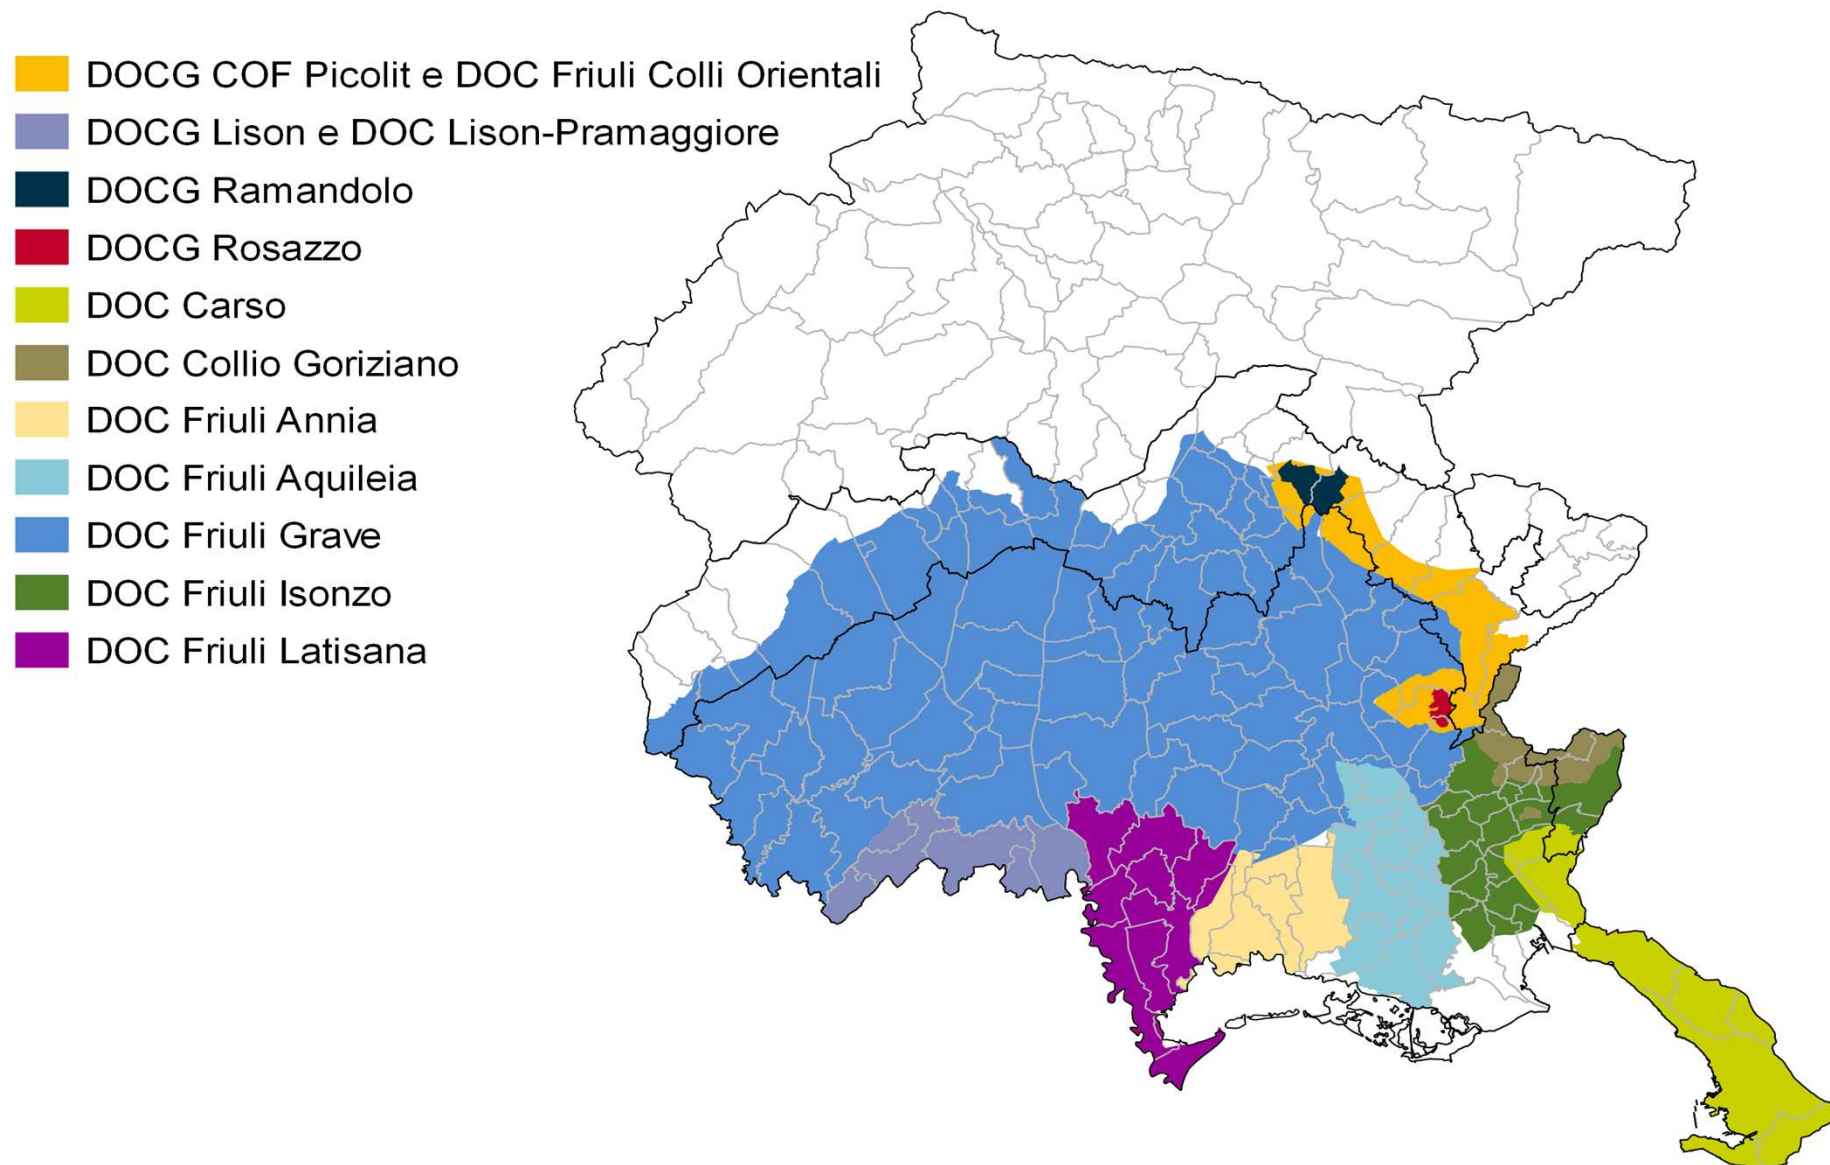 DOCG COF Picolit e DOC Friuli Colli Orientali
DOCG Lison e DOC Lison-Pramaggiore
DOCG Ramandolo
DOCG Rosazzo
DOC Carso
DOC Collio Goriziano
DOC Friuli Annia
DOC Friuli Aquileia
DOC Friuli Grave
DOC Friuli Isonzo
DOC Friuli Latisana